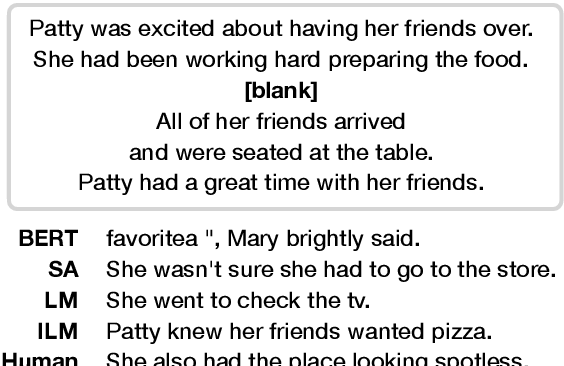 Patty was excited about having her friends over.
She had been working hard preparing the food.
[blank]
All of her friends arrived
and were seated at the table.
Patty had a great time with her friends.
BERT favoritea ", Mary brightly said.
SA She wasn't sure she had to go to the store.
LM She went to check the tv.
ILM Patty knew her friends wanted pizza.
Human She also had the place looking spotless.